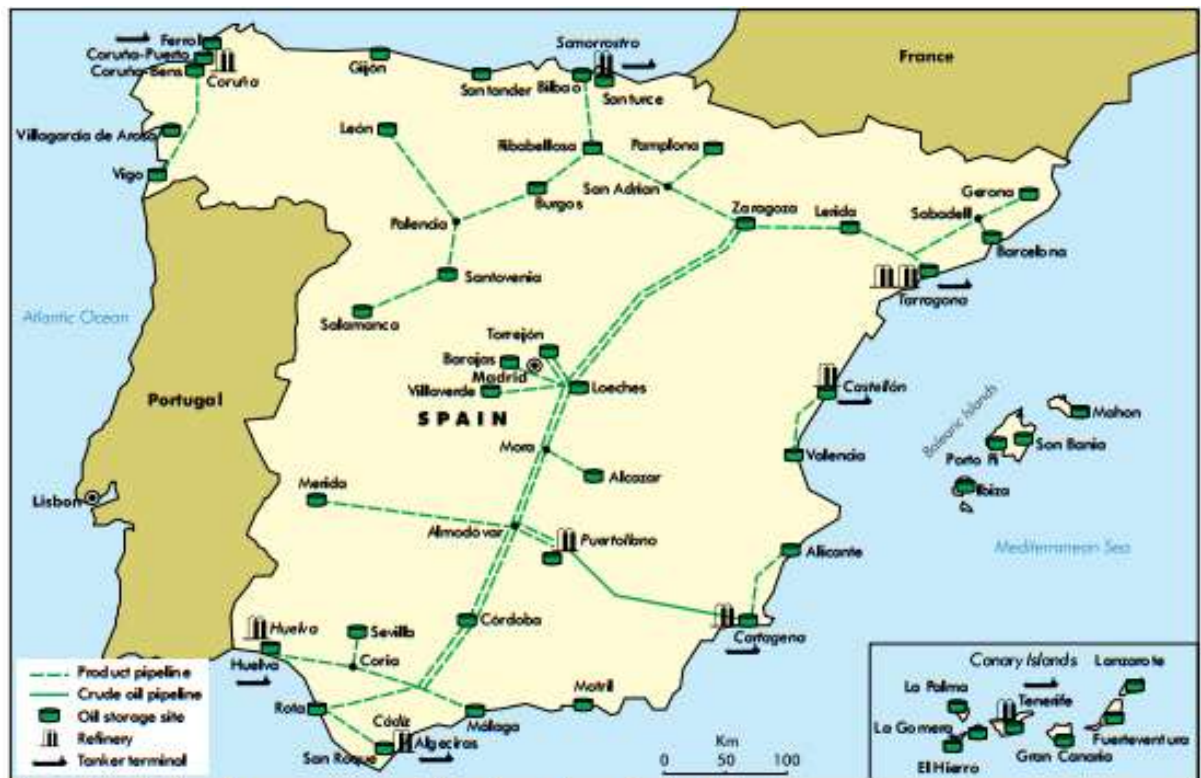 Ferrol
Coruña-Puerto
Coruña-Bens
Coruña
Gijon
Santander
Bilbao
Somorrostro
Santurce
France
Villagarcía de Arosa
Vigo
León
Ribabellosa
Pamplona
San Adrian
Burgos
Palencia
Zaragoza
Lerida
Gerona
Sabadell
Barcelona
Tarragona
Santovenia
Salamanca
Atlantic Ocean
Torrejón
Barajas
Madrid
Villaverde
Loeches
SPAIN
Portugal
Castellón
Valencia
Balearic Islands
Mahon
Porto Pi
Son Bania
Ibiza
Mora
Alcazar
Merida
Lisbon
Almodovar
Puertollano
Alicante
Mediterranean Sea
Huelva
Huelva
Sevilla
Coria
Córdoba
Cartagena
Rota
Cádiz
San Roque
Algeciras
Málaga
Motril
Product pipeline
Crude oil pipeline
Oil storage site
Refinery
Tanker terminal
Km
0 50 100
Canary Islands
Lanzarote
La Palma
Tenerife
La Gomera
El Hierro
Gran Canaria
Fuerteventura